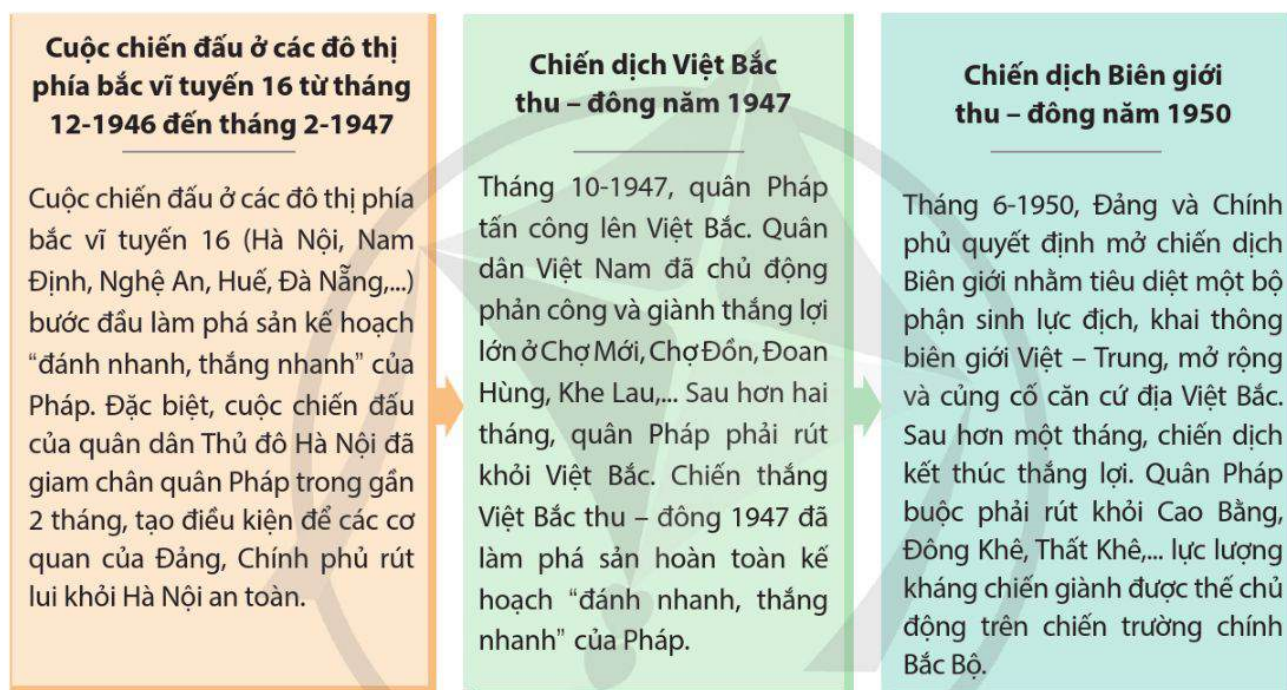 Cuộc chiến đấu ở các đô thị
phía bắc vĩ tuyến 16 từ tháng
12-1946 đến tháng 2-1947
Cuộc chiến đấu ở các đô thị phía
bắc vĩ tuyến 16 (Hà Nội, Nam
Định, Nghệ An, Huế, Đà Nẵng,...)
bước đầu làm phá sản kế hoạch
“đánh nhanh, thắng nhanh” của
Pháp. Đặc biệt, cuộc chiến đấu
của quân dân Thủ đô Hà Nội đã
giam chân quân Pháp trong gần
2 tháng, tạo điều kiện để các cơ
quan của Đảng, Chính phủ rút
lui khỏi Hà Nội an toàn.
Chiến dịch Việt Bắc
thu – đông năm 1947
Tháng 10-1947, quân Pháp
tấn công lên Việt Bắc. Quân
dân Việt Nam đã chủ động
phản công và giành thắng lợi
lớn ở Chợ Mới, Chợ Đồn, Đoan
Hùng, Khe Lau,... Sau hơn hai
tháng, quân Pháp phải rút
khỏi Việt Bắc. Chiến thắng
Việt Bắc thu – đông 1947 đã
làm phá sản hoàn toàn kế
hoạch “đánh nhanh, thắng
nhanh” của Pháp.
Chiến dịch Biên giới
thu – đông năm 1950
Tháng 6-1950, Đảng và Chính
phủ quyết định mở chiến dịch
Biên giới nhằm tiêu diệt một bộ
phận sinh lực địch, khai thông
biên giới Việt – Trung, mở rộng
và củng cố căn cứ địa Việt Bắc.
Sau hơn một tháng, chiến dịch
kết thúc thắng lợi. Quân Pháp
buộc phải rút khỏi Cao Bằng,
Đông Khê, Thất Khê,... lực lượng
kháng chiến giành được thế chủ
động trên chiến trường chính
Bắc Bộ.